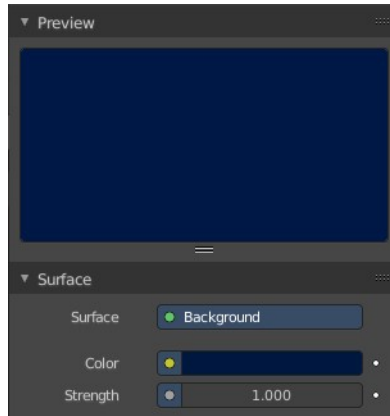 Preview
Surface
Surface Background
Color
Strength 1.000